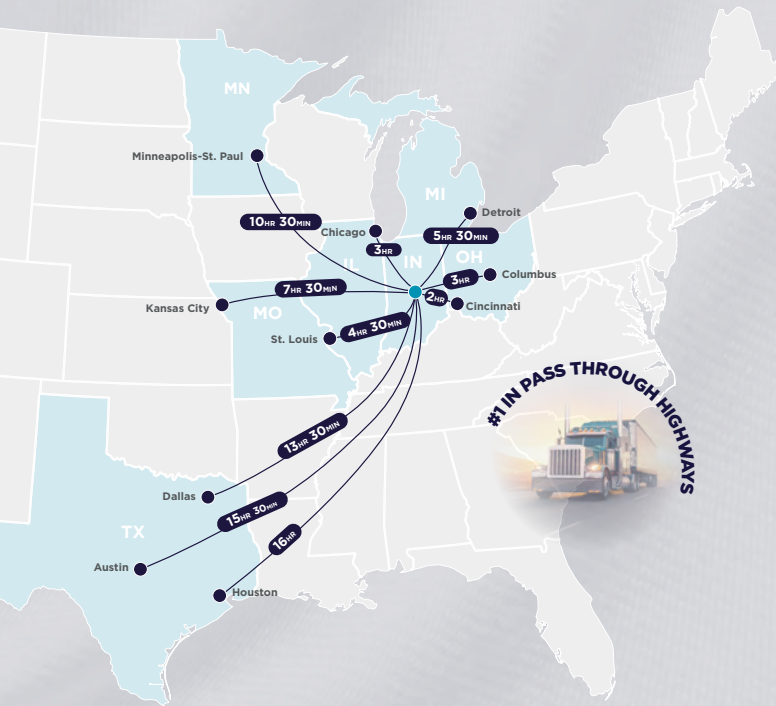 MN
Minneapolis-St. Paul
MI
Detroit
10HR 30MIN
Chicago
5HR 30MIN
3HR
IL
IN
OH
Columbus
3HR
7HR 30MIN
2HR
Cincinnati
Kansas City
MO
4HR 30MIN
St. Louis
#1 IN PASS THROUGH HIGHWAYS
13HR 30MIN
Dallas
15HR 30MIN
TX
16HR
Austin
Houston